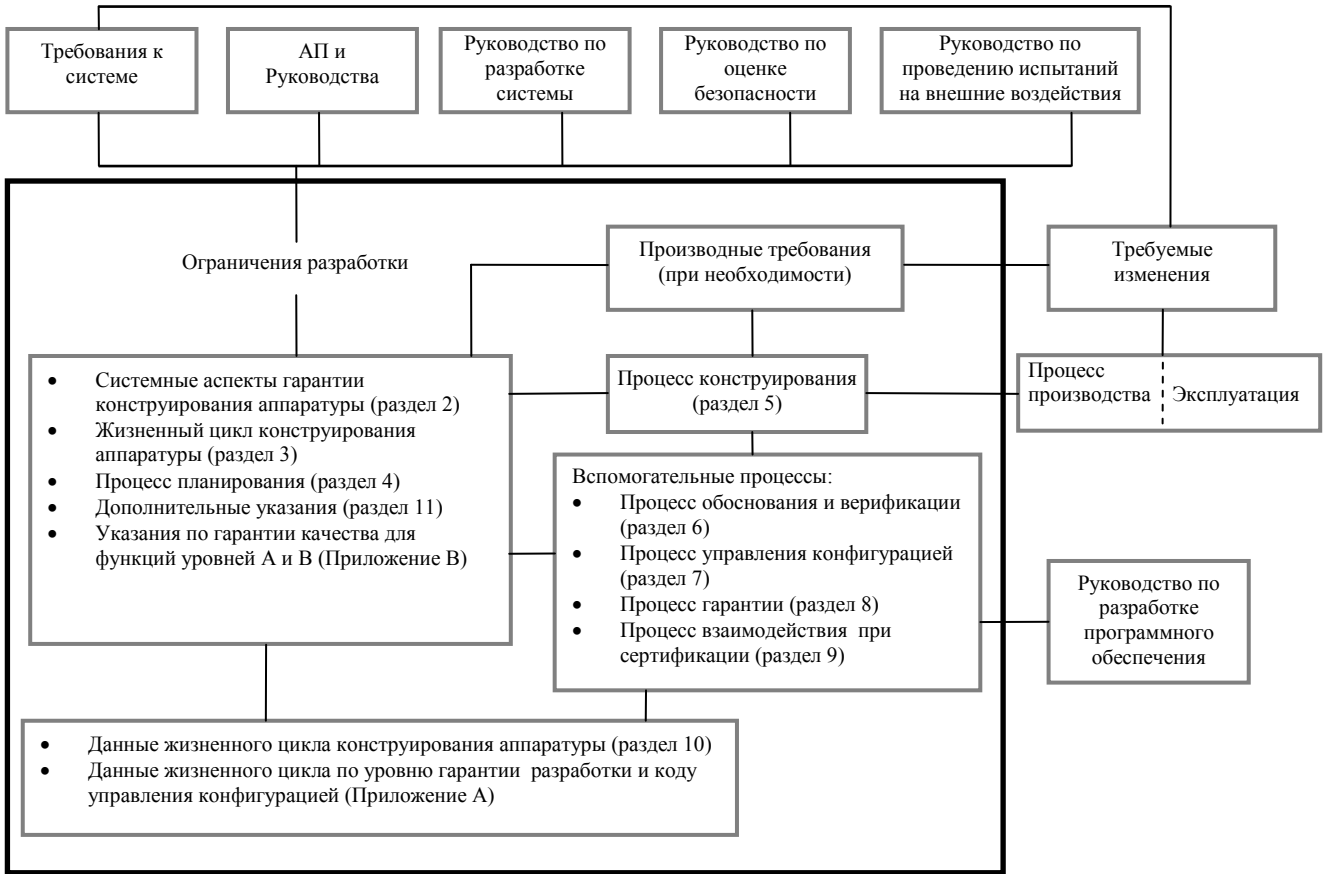 Требования к
системе
АП и
Руководства
Руководство по
разработке
системы
Руководство по
оценке
безопасности
Руководство по
проведению испытаний
на внешние воздействия
Ограничения разработки
Производные требования
(при необходимости)
Требуемые
изменения
• Системные аспекты гарантии
конструирования аппаратуры (раздел 2)
• Жизненный цикл конструирования
аппаратуры (раздел 3)
• Процесс планирования (раздел 4)
• Дополнительные указания (раздел 11)
• Указания по гарантии качества для
функций уровней А и В (Приложение В)
Процесс конструирования
(раздел 5)
Процесс
производства
Эксплуатация
Вспомогательные процессы:
• Процесс обоснования и верификации
(раздел 6)
• Процесс управления конфигурацией
(раздел 7)
• Процесс гарантии (раздел 8)
• Процесс взаимодействия при
сертификации (раздел 9)
Руководство по
разработке
программного
обеспечения
• Данные жизненного цикла конструирования аппаратуры (раздел 10)
• Данные жизненного цикла по уровню гарантии разработки и коду
управления конфигурацией (Приложение А)